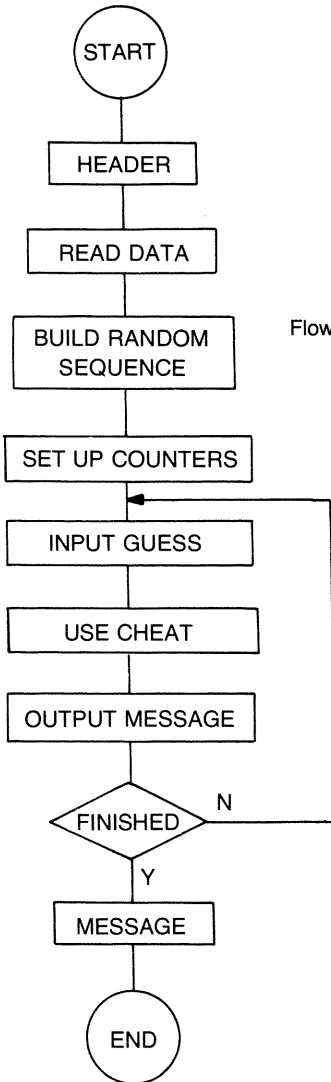 START
HEADER
READ DATA
BUILD RANDOM
SEQUENCE
Flow
SET UP COUNTERS
INPUT GUESS
USE CHEAT
OUTPUT MESSAGE
FINISHED
N
Y
MESSAGE
END